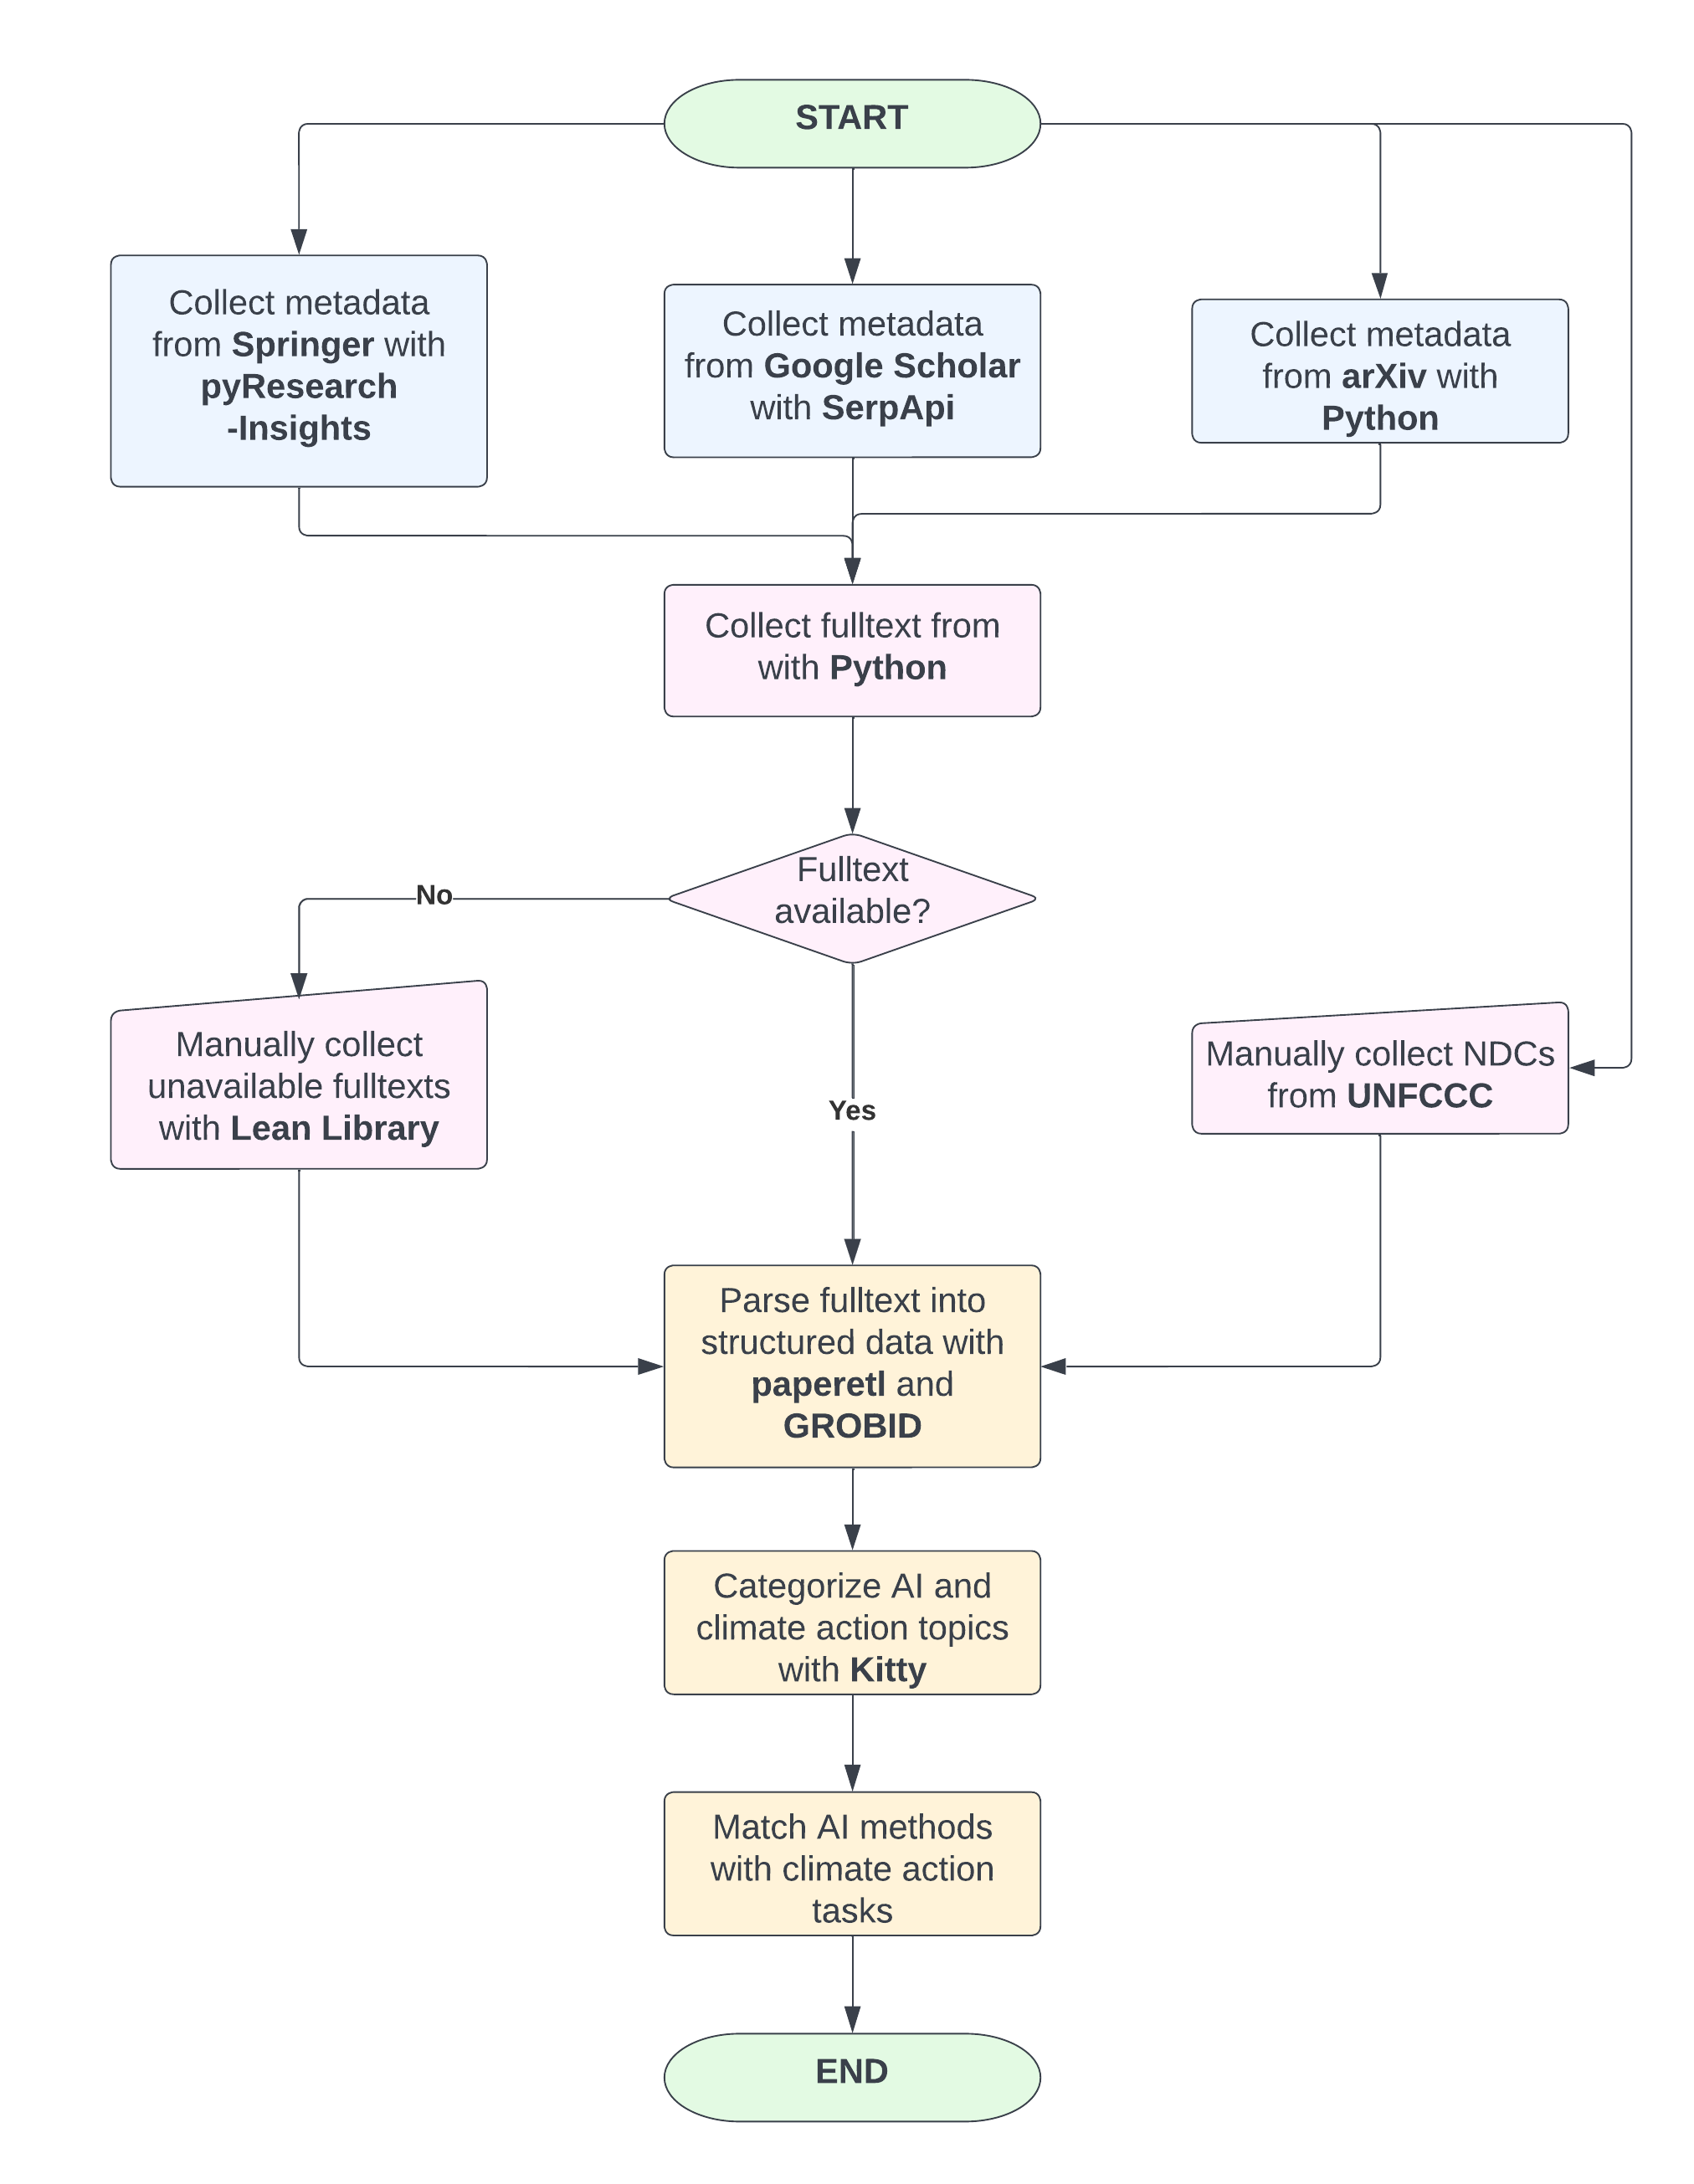 START
Collect metadata
from Springer with
pyResearch
-Insights
Collect metadata
from Google Scholar
with SerpApi
Collect metadata
from arXiv with
Python
Collect fulltext from
with Python
Fulltext
available?
No
Yes
Manually collect
unavailable fulltexts
with Lean Library
Manually collect NDCs
from UNFCCC
Parse fulltext into
structured data with
paperetl and
GROBID
Categorize AI and
climate action topics
with Kitty
Match AI methods
with climate action
tasks
END